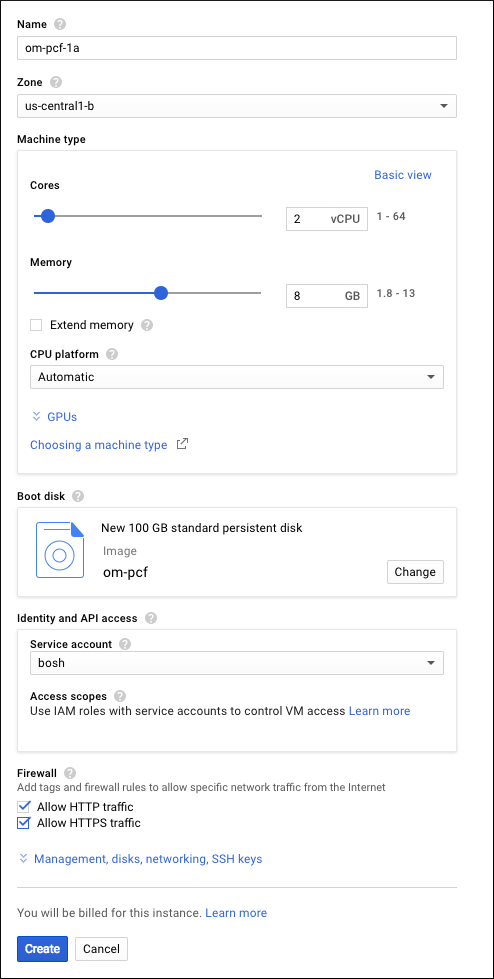 Name
om-pcf-1a
Zone
us-central1-b
Machine type
Basic view
Cores
2 vCPU 1 - 64
Memory
8 GB 1.8 - 13
Extend memory
CPU platform
Automatic
GPUs
Choosing a machine type
Boot disk
New 100 GB standard persistent disk
Image
om-pcf
Change
Identity and API access
Service account
bosh
Access scopes
Use IAM roles with service accounts to control VM access Learn more
Firewall
Add tags and firewall rules to allow specific network traffic from the Internet
Allow HTTP traffic
Allow HTTPS traffic
Management, disks, networking, SSH keys
You will be billed for this instance. Learn more
Create Cancel